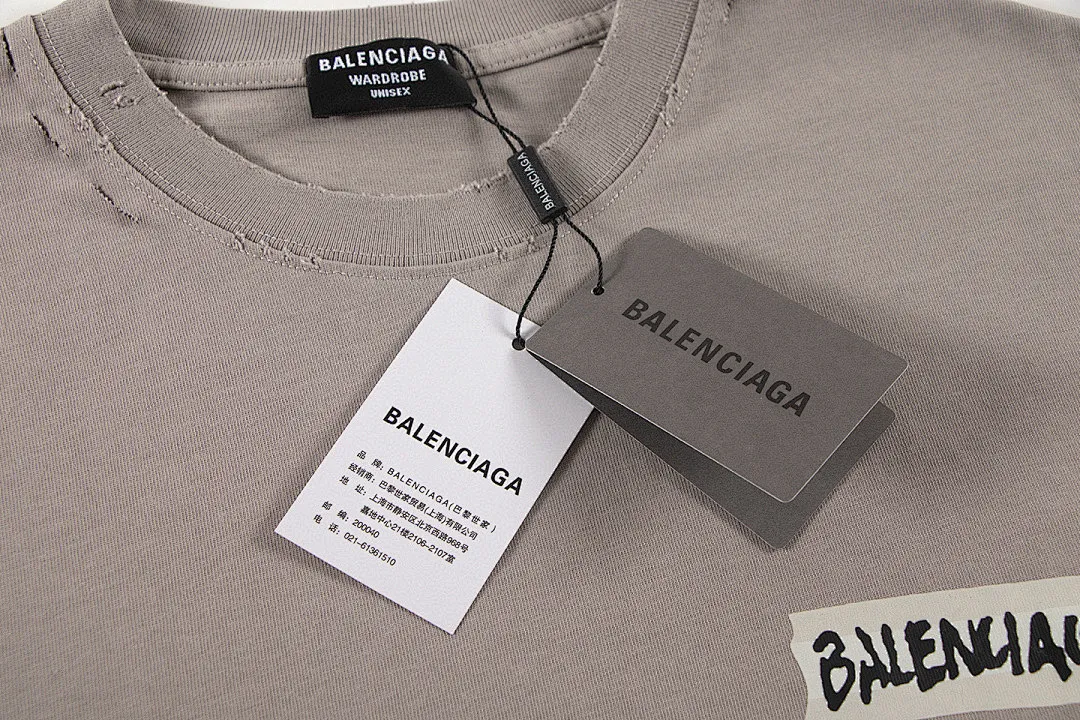 BALENCIAGA
WARDROBE
UNISEX
BALENCIAGA
BALENCIAGA
BALENCIAGA
品 牌: BALENCIAGA(巴黎世家)
经销商: 巴黎世家贸易(上海)有限公司
地 址: 上海市静安区北京西路968号
嘉地中心21楼2106-2107室
邮 编: 200040
电 话: 021-61361510
BALENCIAG